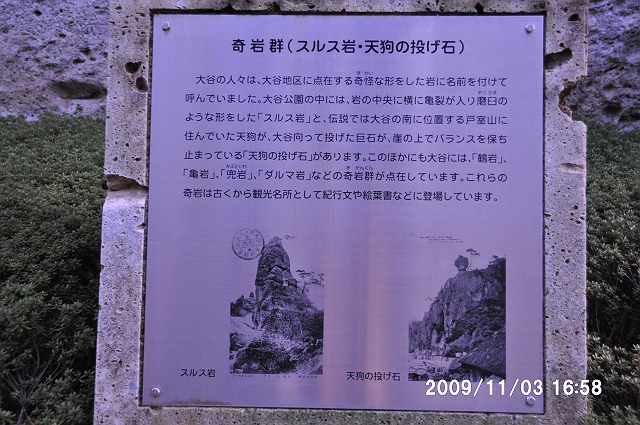 奇岩群(スルス岩・天狗の投げ石)
大谷の人々は、大谷地区に点在する奇怪な形をした岩に名前を付けて
呼んでいました。大谷公園の中には、岩の中央に横に亀裂が入り磨臼の
ような形をした「スルス岩」と、伝説では大谷の南に位置する戸室山に
住んでいた天狗が、大谷向って投げた巨石が、崖の上でバランスを保ち
止まっている「天狗の投げ石」があります。このほかにも大谷には、「鶴岩」、
「亀岩」、「兜岩」、「ダルマ岩」などの奇岩群が点在しています。これらの
奇岩は古くから観光名所として紀行文や絵葉書などに登場しています。
スルス岩
天狗の投げ石
2009/11/03 16:58